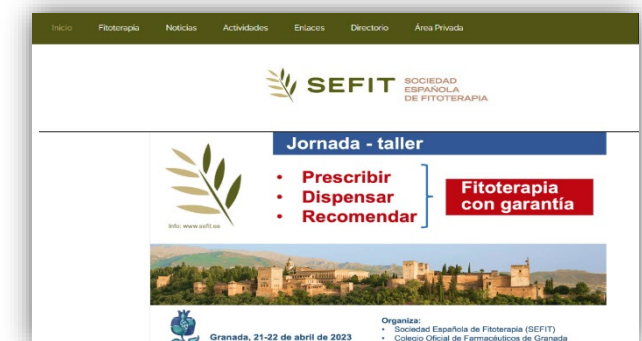 Inicio Fitoterapia Noticias Actividades Enlaces Directorio Área Privada
SEFIT
SOCIEDAD
ESPAÑOLA
DE FITOTERAPIA
Jornada - taller
• Prescribir
• Dispensar
• Recomendar
Fitoterapia
con garantía
Info: www.sefit.es
Granada, 21-22 de abril de 2023
Organiza:
• Sociedad Española de Fitoterapia (SEFIT)
• Colegio Oficial de Farmacéuticos de Granada